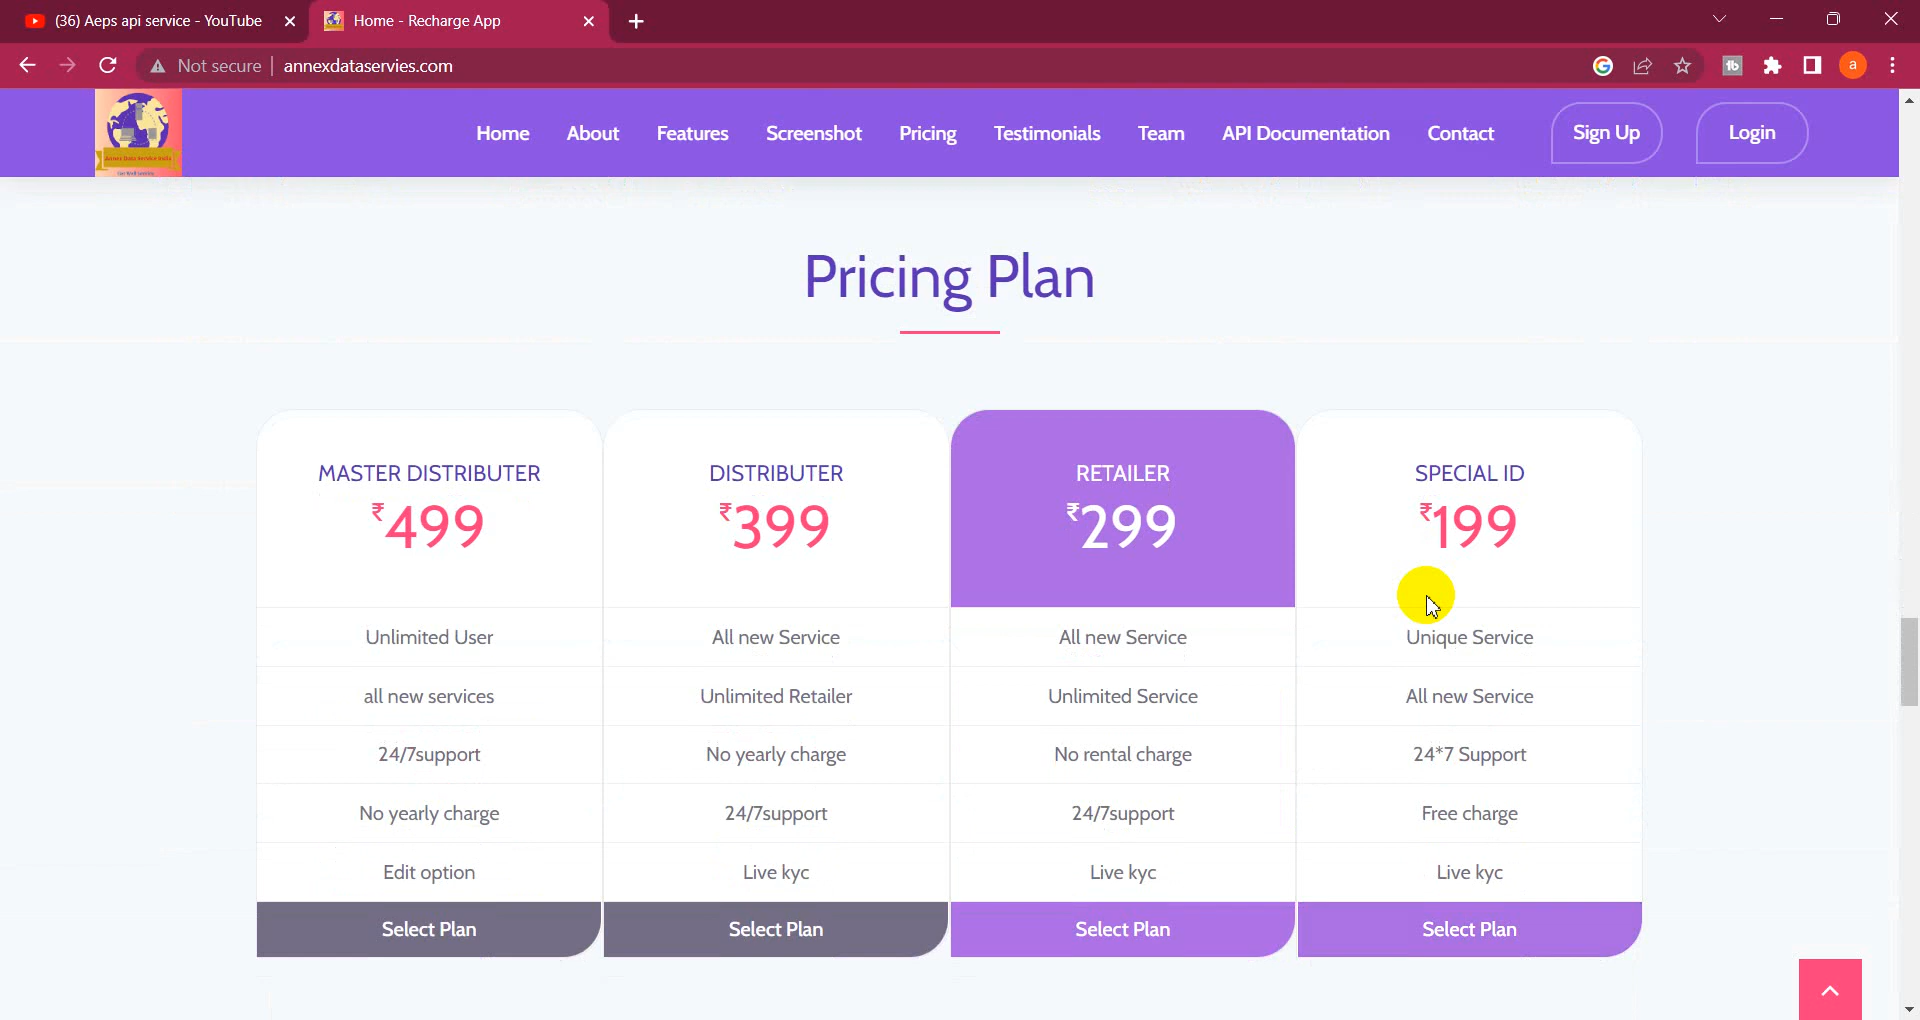 (36) Aeps api service - YouTube
Home - Recharge App
Not secure
annexdataservies.com
a
Annex Data Service India
Home
About
Features
Screenshot
Pricing
Testimonials
Team
API Documentation
Contact
Sign Up
Login
Pricing Plan
MASTER DISTRIBUTER
₹499
Unlimited User
all new services
24/7support
No yearly charge
Edit option
Select Plan
DISTRIBUTER
₹399
All new Service
Unlimited Retailer
No yearly charge
24/7support
Live kyc
Select Plan
RETAILER
₹299
All new Service
Unlimited Service
No rental charge
24/7support
Live kyc
Select Plan
SPECIAL ID
₹199
Unique Service
All new Service
24*7 Support
Free charge
Live kyc
Select Plan